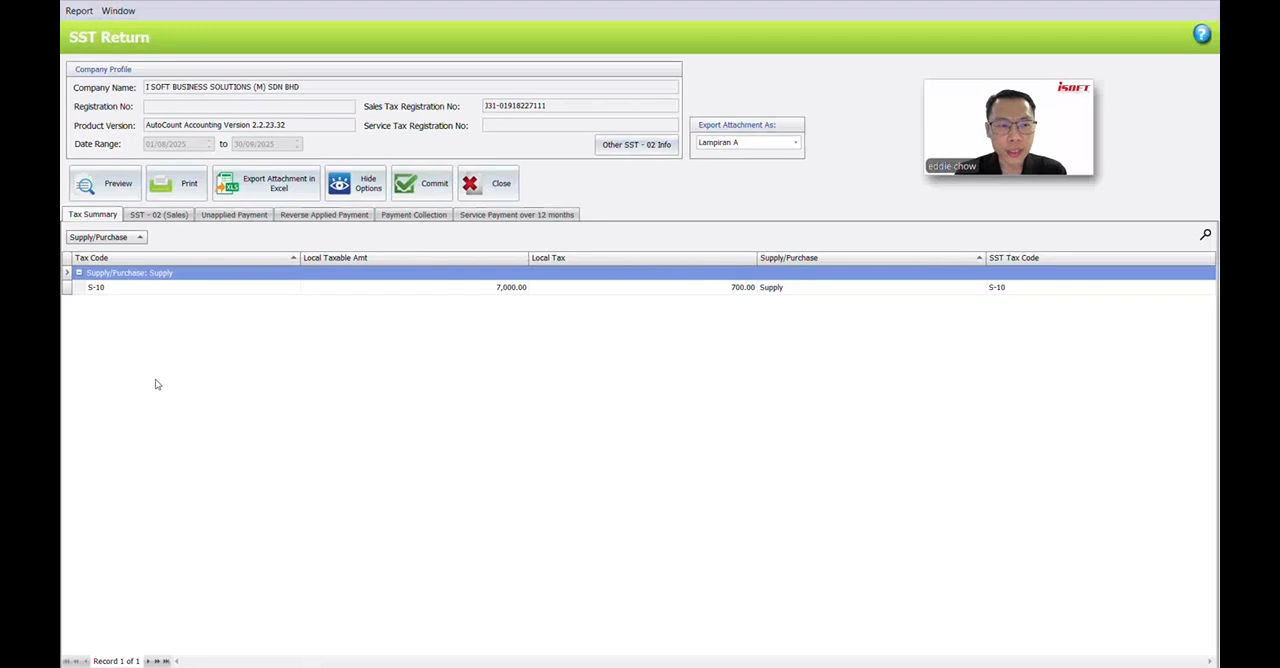 Report Window
SST Return
Company Profile
Company Name: I SOFT BUSINESS SOLUTIONS (M) SDN BHD
Registration No: Sales Tax Registration No: J31-01918227111
Product Version: AutoCount Accounting Version 2.2.23.32 Service Tax Registration No:
Date Range: 01/08/2025 to 30/09/2025 Other SST - 02 Info
Export Attachment As:
Lampiran A
iSOFT
eddie chow
Preview Print Export Attachment in Excel Hide Options Commit Close
Tax Summary SST - 02 (Sales) Unapplied Payment Reverse Applied Payment Payment Collection Service Payment over 12 months
Supply/Purchase
Tax Code Local Taxable Amt Local Tax Supply/Purchase SST Tax Code
Supply/Purchase: Supply
S-10 7,000.00 700.00 Supply S-10
Record 1 of 1